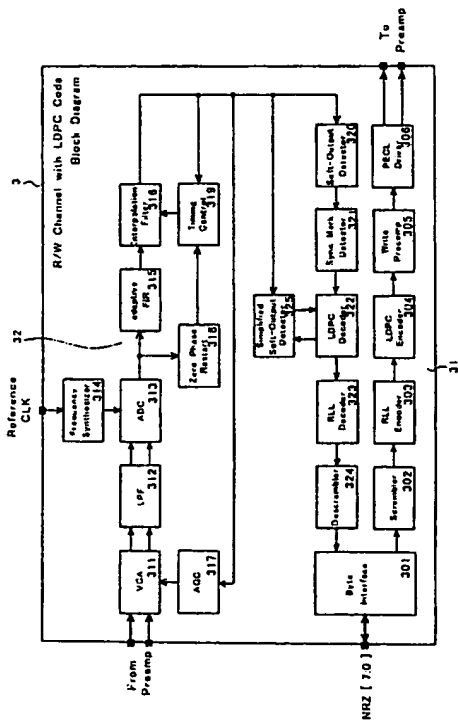 R/W Channel with LDPC Code
Block Diagram
3
32
31
Reference
CLK
Frequency
Synthesizer
314
From
Preamp
VCA
311
LPF
312
ADC
313
adaptive
FIR
315
Interpolation
Filter
316
AGC
317
Zero Phase
Restart
318
Timing
Control
319
Simplified
Soft-Output
Detector
325
Soft-Output
Detector
320
Sync Mark
Detector
321
LDPC
Decoder
322
RLL
Decoder
323
Descrambler
324
Byte
Interface
301
NRZ [ 7:0 ]
Scrambler
302
RLL
Encoder
303
LDPC
Encoder
304
Write
Precomp
305
PECL
Driver
306
To
Preamp